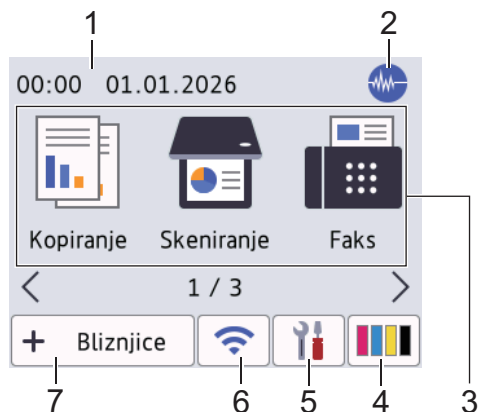 1 2
00:00 01.01.2026
Kopiranje Skeniranje Faks
1 / 3
+ Bliznjice
7 6 5 4 3